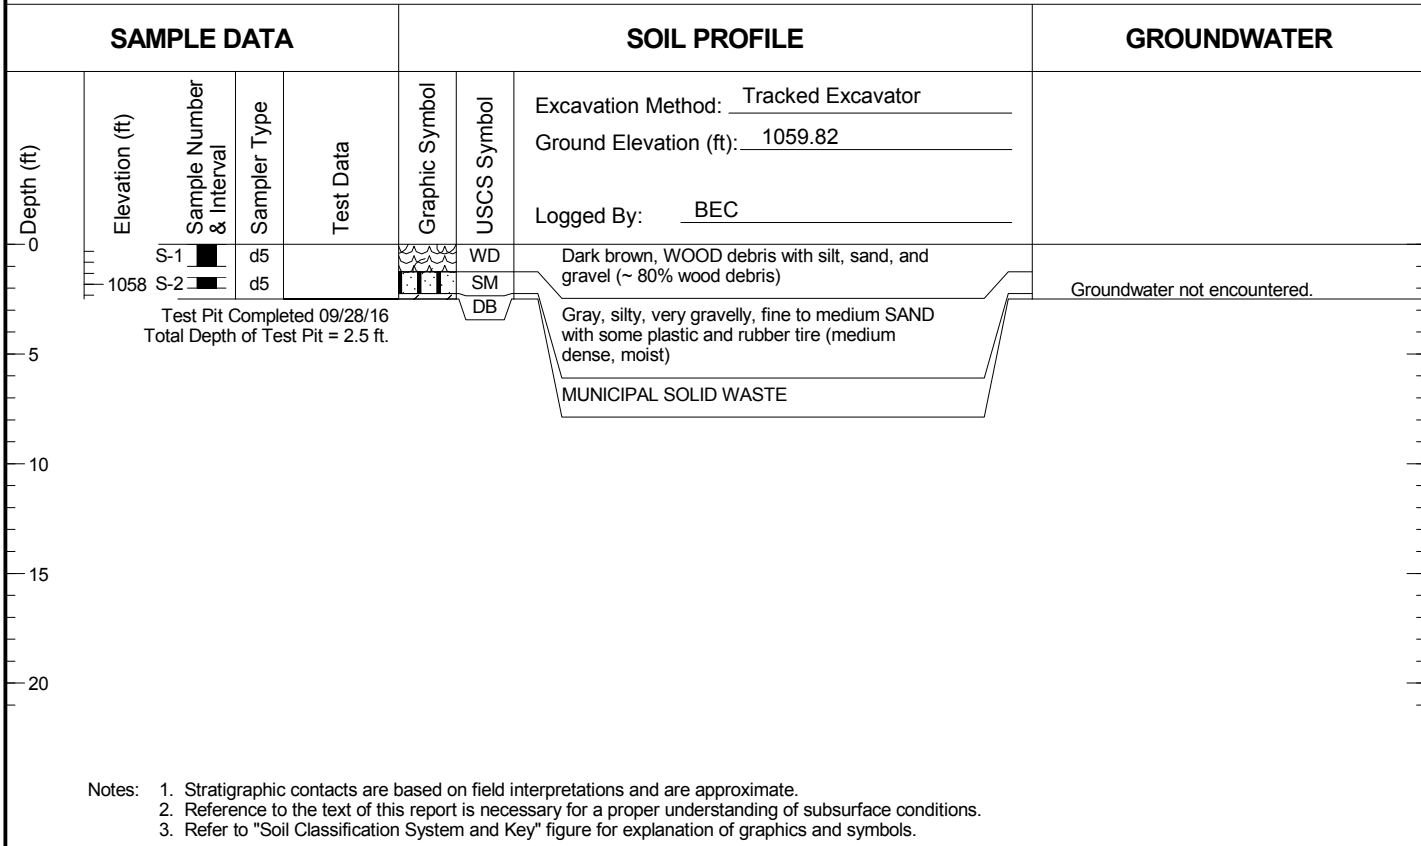 SAMPLE DATA
SOIL PROFILE
GROUNDWATER
Depth (ft)
Elevation (ft)
Sample Number
& Interval
Sampler Type
Test Data
Graphic Symbol
USCS Symbol
Excavation Method: Tracked Excavator
Ground Elevation (ft): 1059.82
Logged By: BEC
0
S-1 d5 WD
Dark brown, WOOD debris with silt, sand, and
gravel (~ 80% wood debris)
1058 S-2 d5 SM
DB
Groundwater not encountered.
Test Pit Completed 09/28/16
Total Depth of Test Pit = 2.5 ft.
Gray, silty, very gravelly, fine to medium SAND
with some plastic and rubber tire (medium
dense, moist)
5
MUNICIPAL SOLID WASTE
10
15
20
Notes: 1. Stratigraphic contacts are based on field interpretations and are approximate.
2. Reference to the text of this report is necessary for a proper understanding of subsurface conditions.
3. Refer to "Soil Classification System and Key" figure for explanation of graphics and symbols.